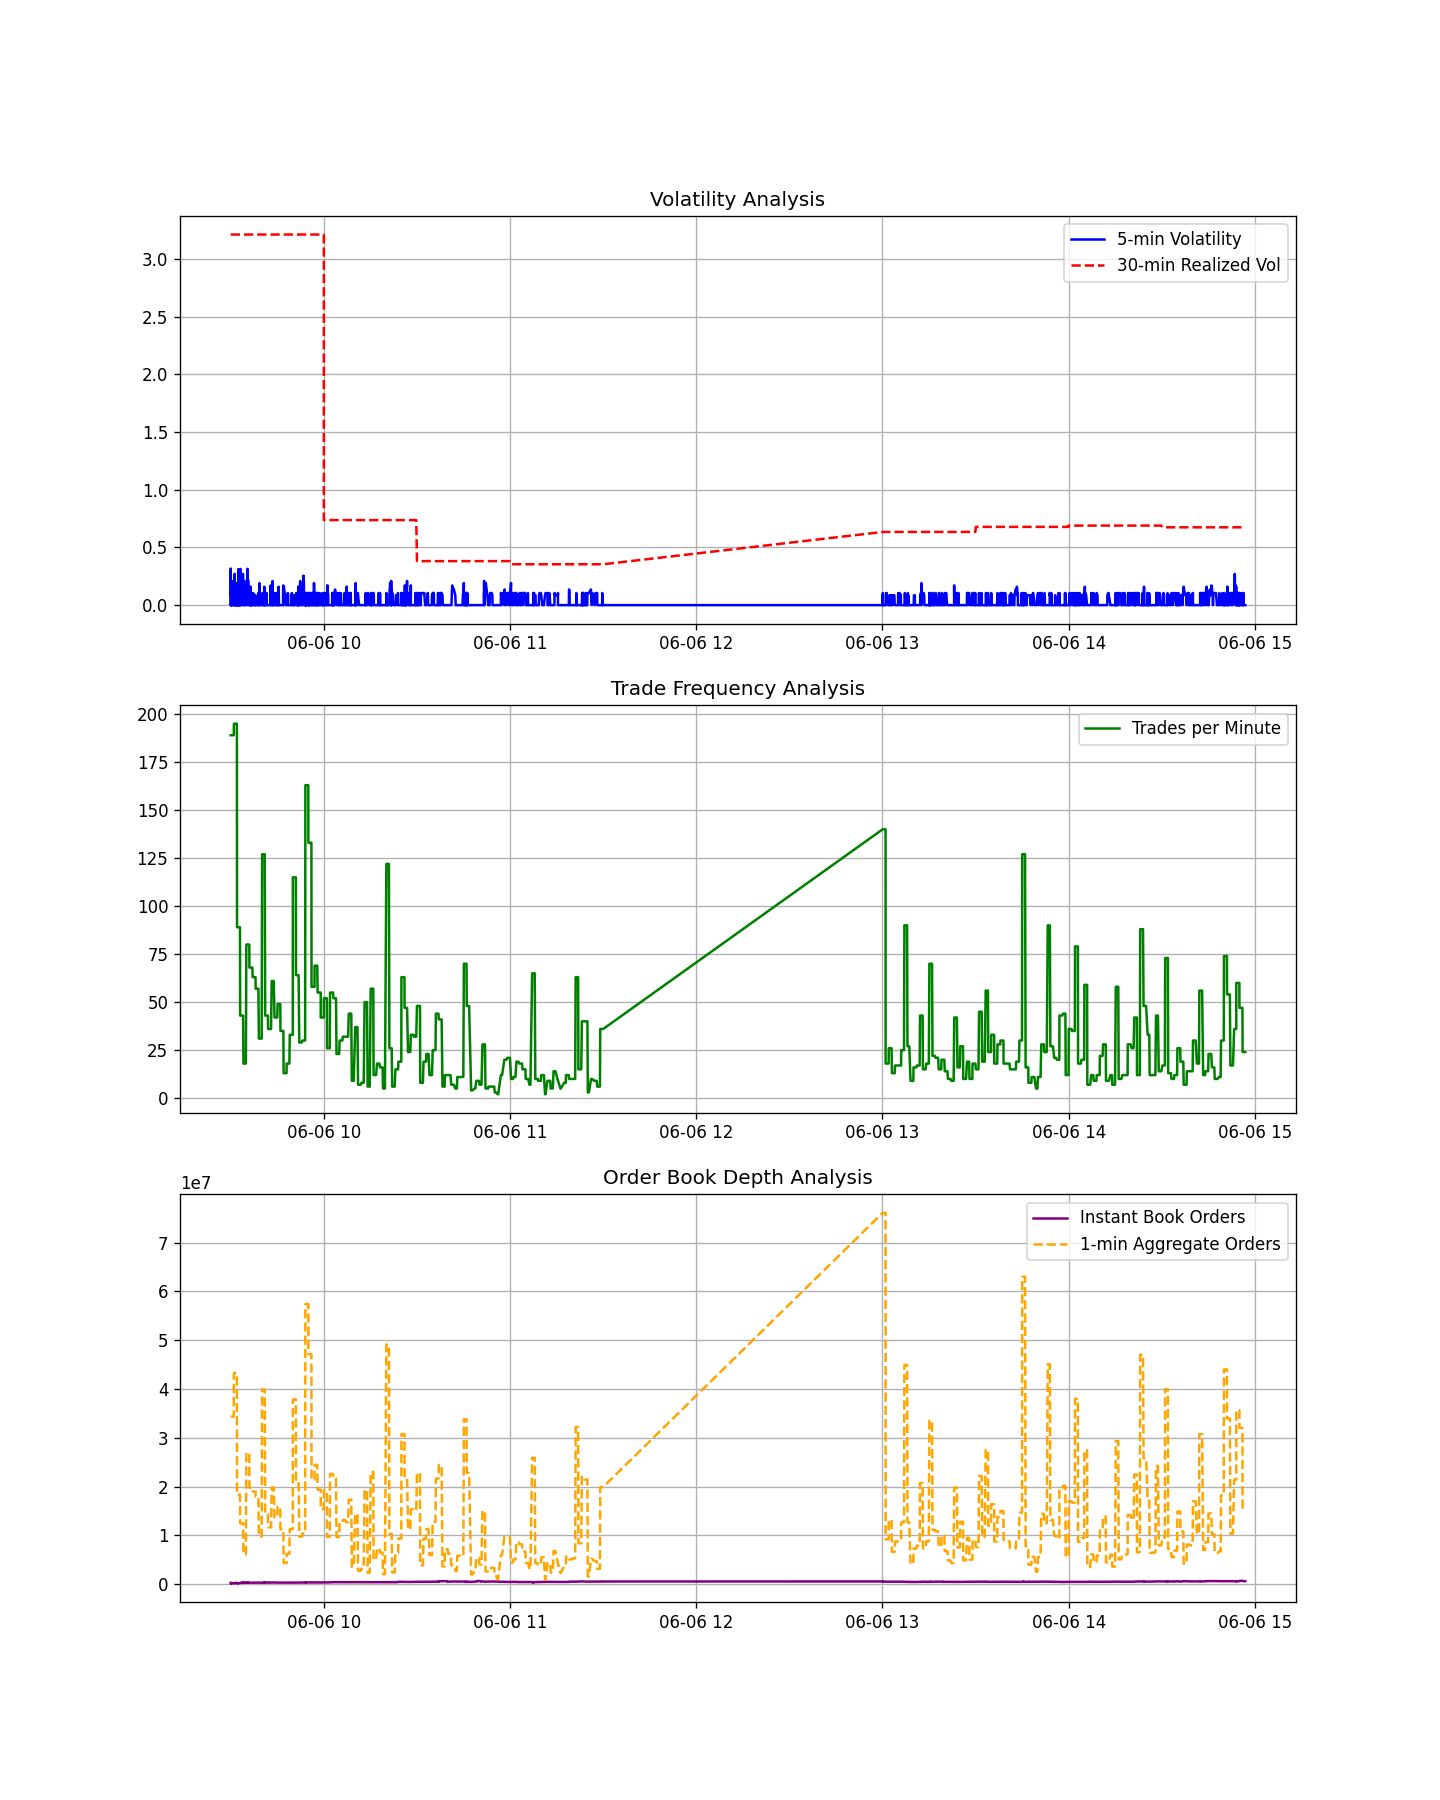 Volatility Analysis
5-min Volatility
30-min Realized Vol
3.0
2.5
2.0
1.5
1.0
0.5
0.0
06-06 10 06-06 11 06-06 12 06-06 13 06-06 14 06-06 15
Trade Frequency Analysis
Trades per Minute
200
175
150
125
100
75
50
25
0
06-06 10 06-06 11 06-06 12 06-06 13 06-06 14 06-06 15
Order Book Depth Analysis
1e7
Instant Book Orders
1-min Aggregate Orders
7
6
5
4
3
2
1
0
06-06 10 06-06 11 06-06 12 06-06 13 06-06 14 06-06 15